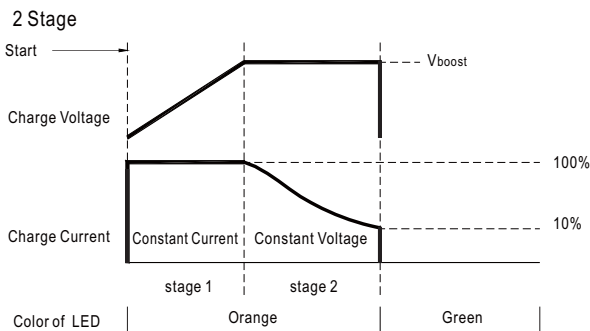 2 Stage
Start
Vboost
Charge Voltage
100%
10%
Charge Current
Constant Current
Constant Voltage
stage 1
stage 2
Color of LED
Orange
Green